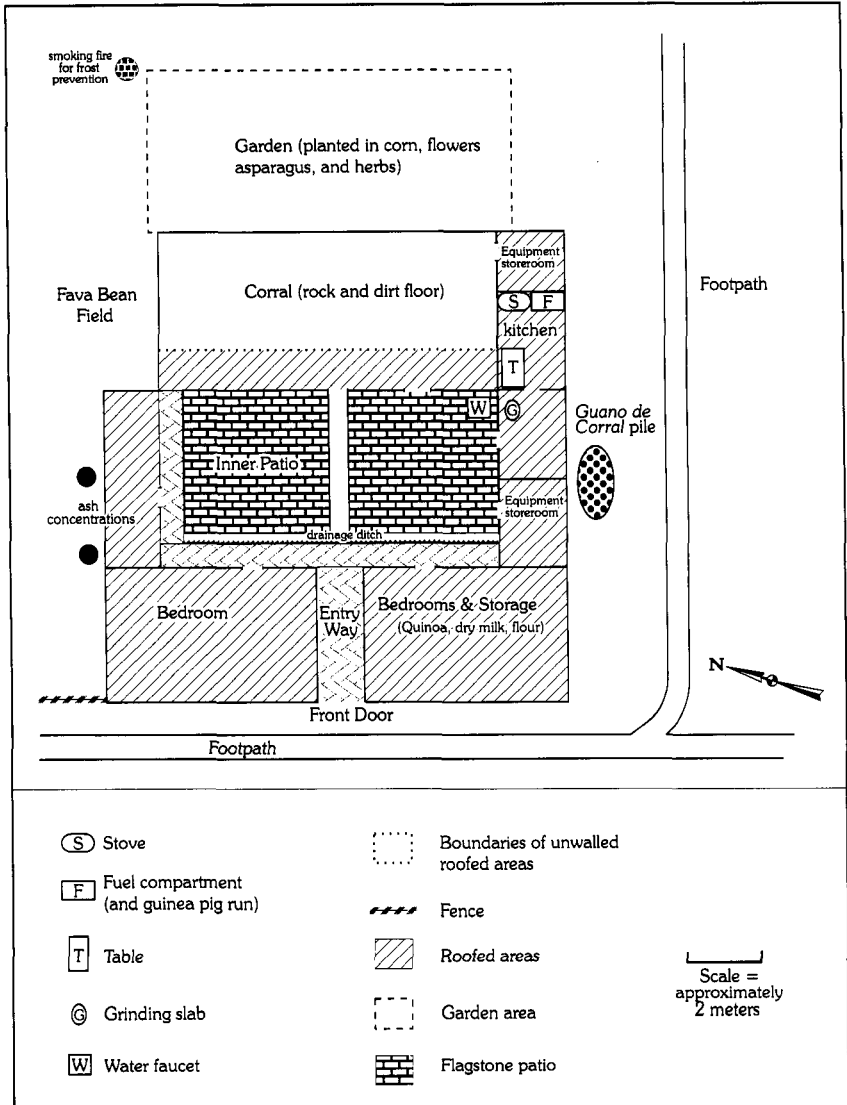 smoking fire
for frost
prevention
Garden (planted in corn, flowers
asparagus, and herbs)
Equipment
storeroom
Fava Bean
Field
Corral (rock and dirt floor)
S
F
kitchen
Footpath
T
W
G
Guano de
Corral pile
Inner Patio
ash
concentrations
Equipment
storeroom
drainage ditch
Bedroom
Entry
Way
Bedrooms & Storage
(Quinoa, dry milk, flour)
N
Front Door
Footpath
S Stove
F Fuel compartment
(and guinea pig run)
T Table
G Grinding slab
W Water faucet
Boundaries of unwalled
roofed areas
Fence
Roofed areas
Garden area
Flagstone patio
Scale =
approximately
2 meters